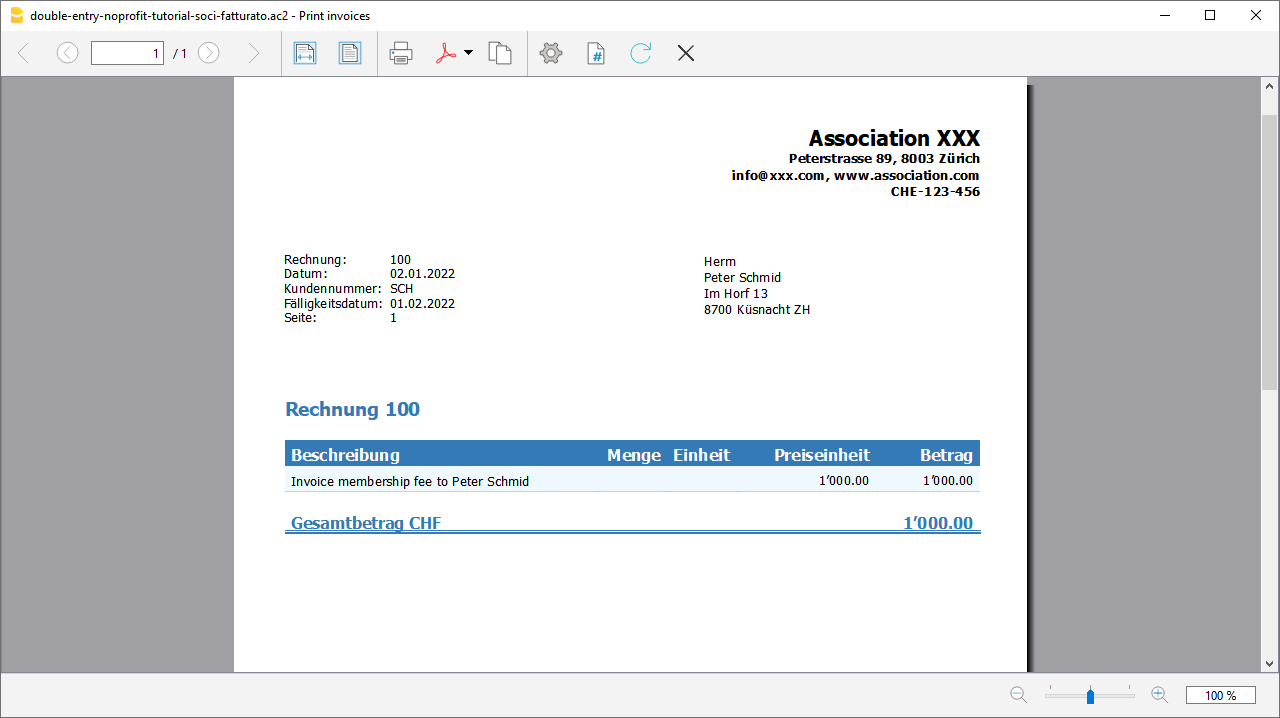 double-entry-noprofit-tutorial-soci-fatturato.ac2 - Print invoices
1 / 1
Association XXX
Peterstrasse 89, 8003 Zürich
info@xxx.com, www.association.com
CHE-123-456
Rechnung: 100
Datum: 02.01.2022
Kundennummer: SCH
Fälligkeitsdatum: 01.02.2022
Seite: 1
Herrn
Peter Schmid
Im Horf 13
8700 Küsnacht ZH
Rechnung 100
Beschreibung Menge Einheit Preiseinheit Betrag
Invoice membership fee to Peter Schmid 1’000.00 1’000.00
Gesamtbetrag CHF 1’000.00
100 %